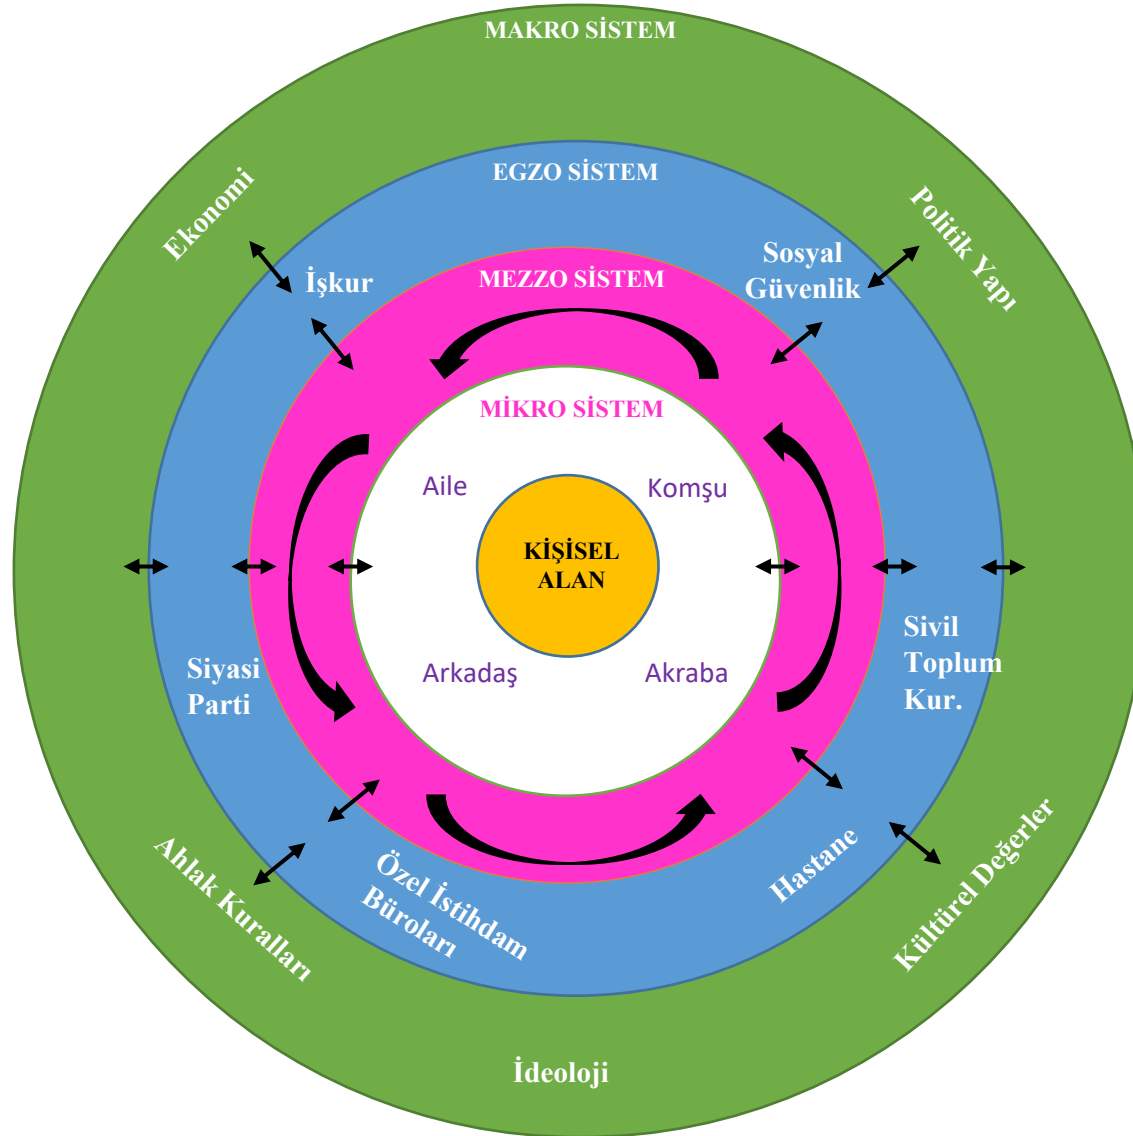 MAKRO SİSTEM
EGZO SİSTEM
Ekonomi
Politik Yapı
İşkur
Sosyal
Güvenlik
MEZZO SİSTEM
MİKRO SİSTEM
Aile
Komşu
KİŞİSEL
ALAN
Arkadaş
Akraba
Siyasi
Parti
Sivil
Toplum
Kur.
Ahlak Kuralları
Özel İstihdam
Büroları
Hastane
Kültürel Değerler
İdeoloji